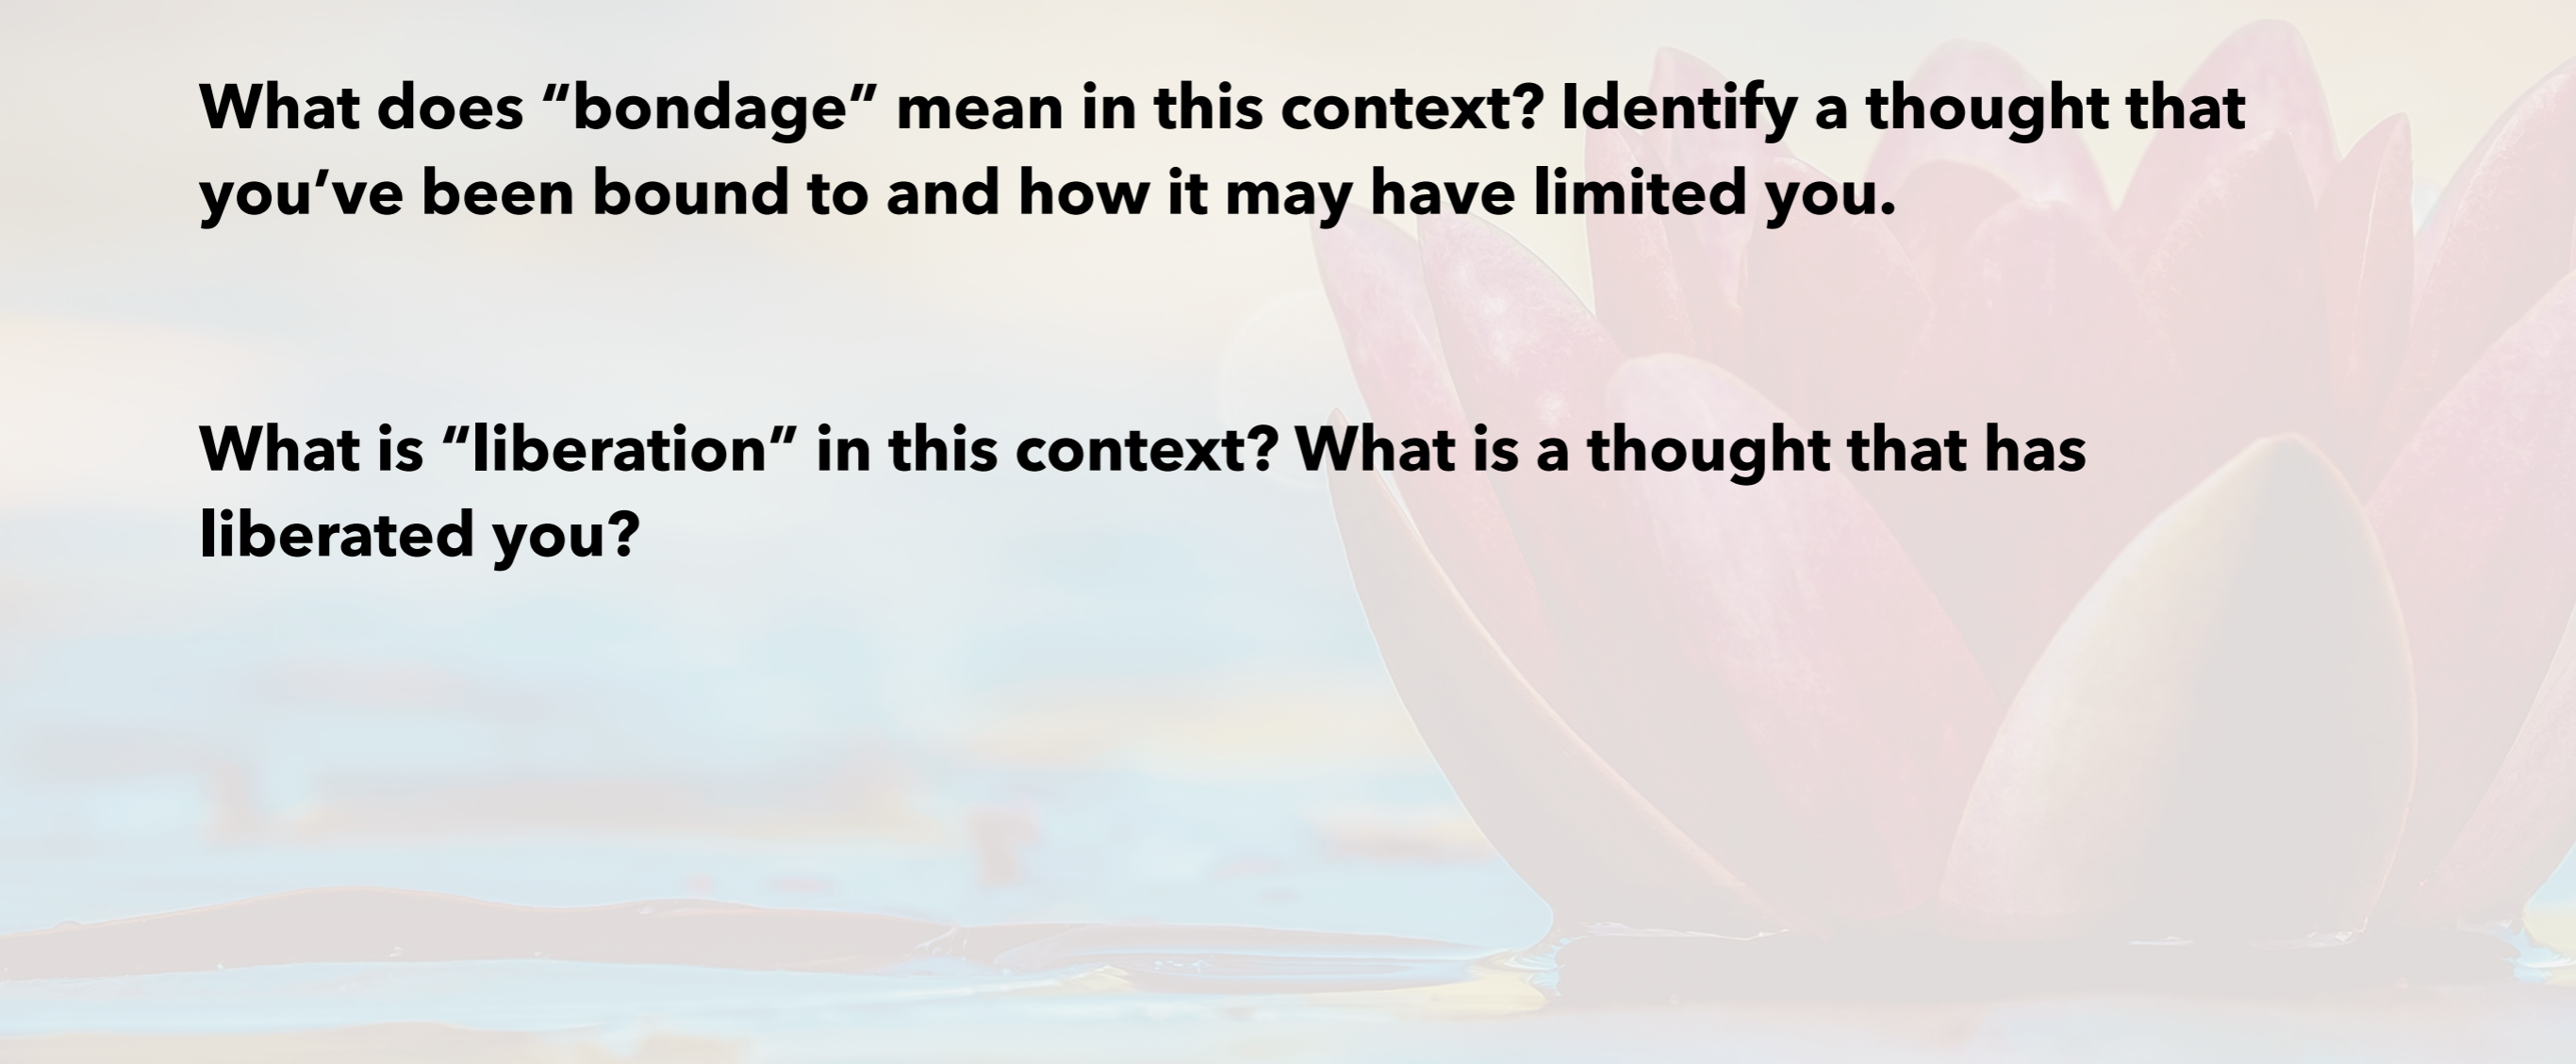 What does “bondage” mean in this context? Identify a thought that
you’ve been bound to and how it may have limited you.
What is “liberation” in this context? What is a thought that has
liberated you?